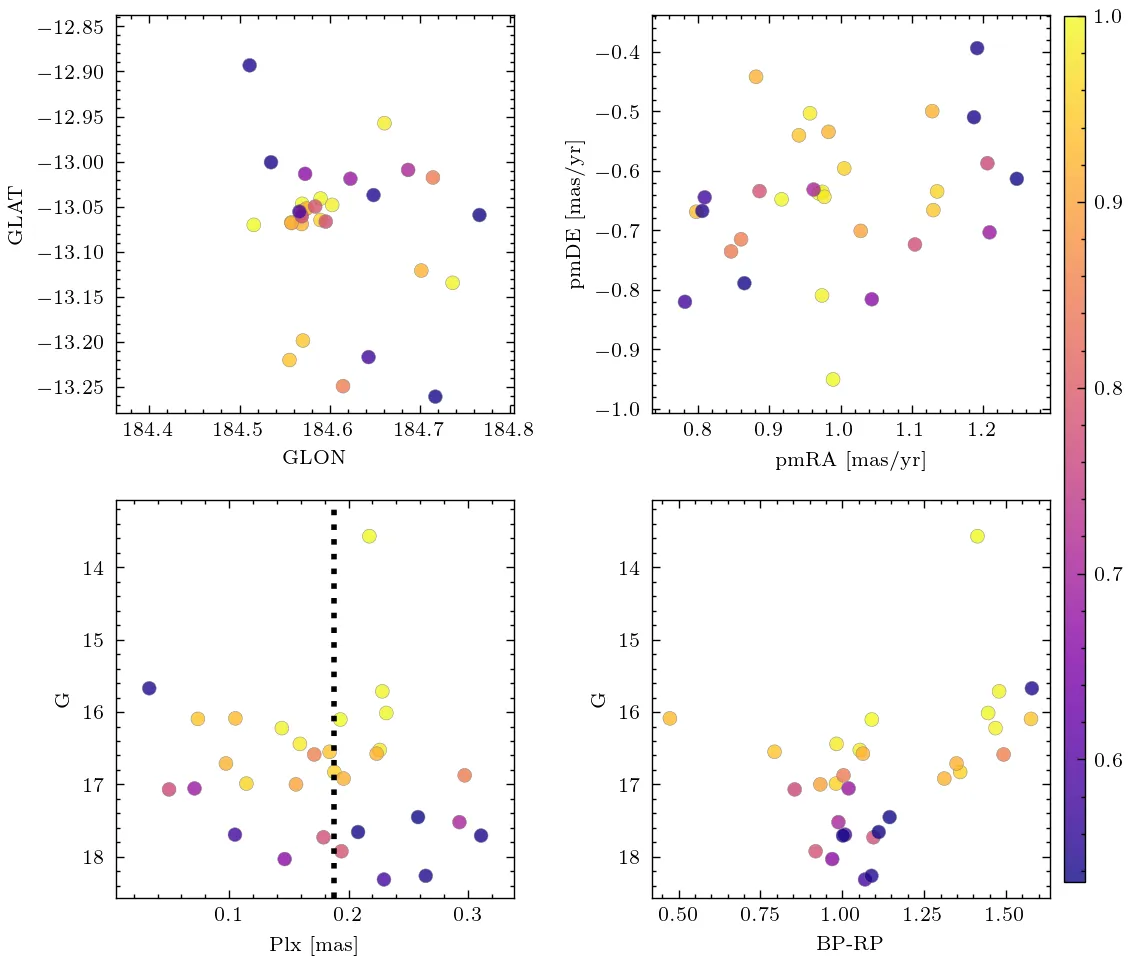 −12.85
−12.90
−12.95
−13.00
−13.05
−13.10
−13.15
−13.20
−13.25
GLAT
184.4 184.5 184.6 184.7 184.8
GLON
−0.4
−0.5
−0.6
−0.7
−0.8
−0.9
−1.0
pmDE [mas/yr]
0.8 0.9 1.0 1.1 1.2
pmRA [mas/yr]
14
15
16
17
18
G
0.1 0.2 0.3
Plx [mas]
14
15
16
17
18
G
0.50 0.75 1.00 1.25 1.50
BP-RP
1.0
0.9
0.8
0.7
0.6